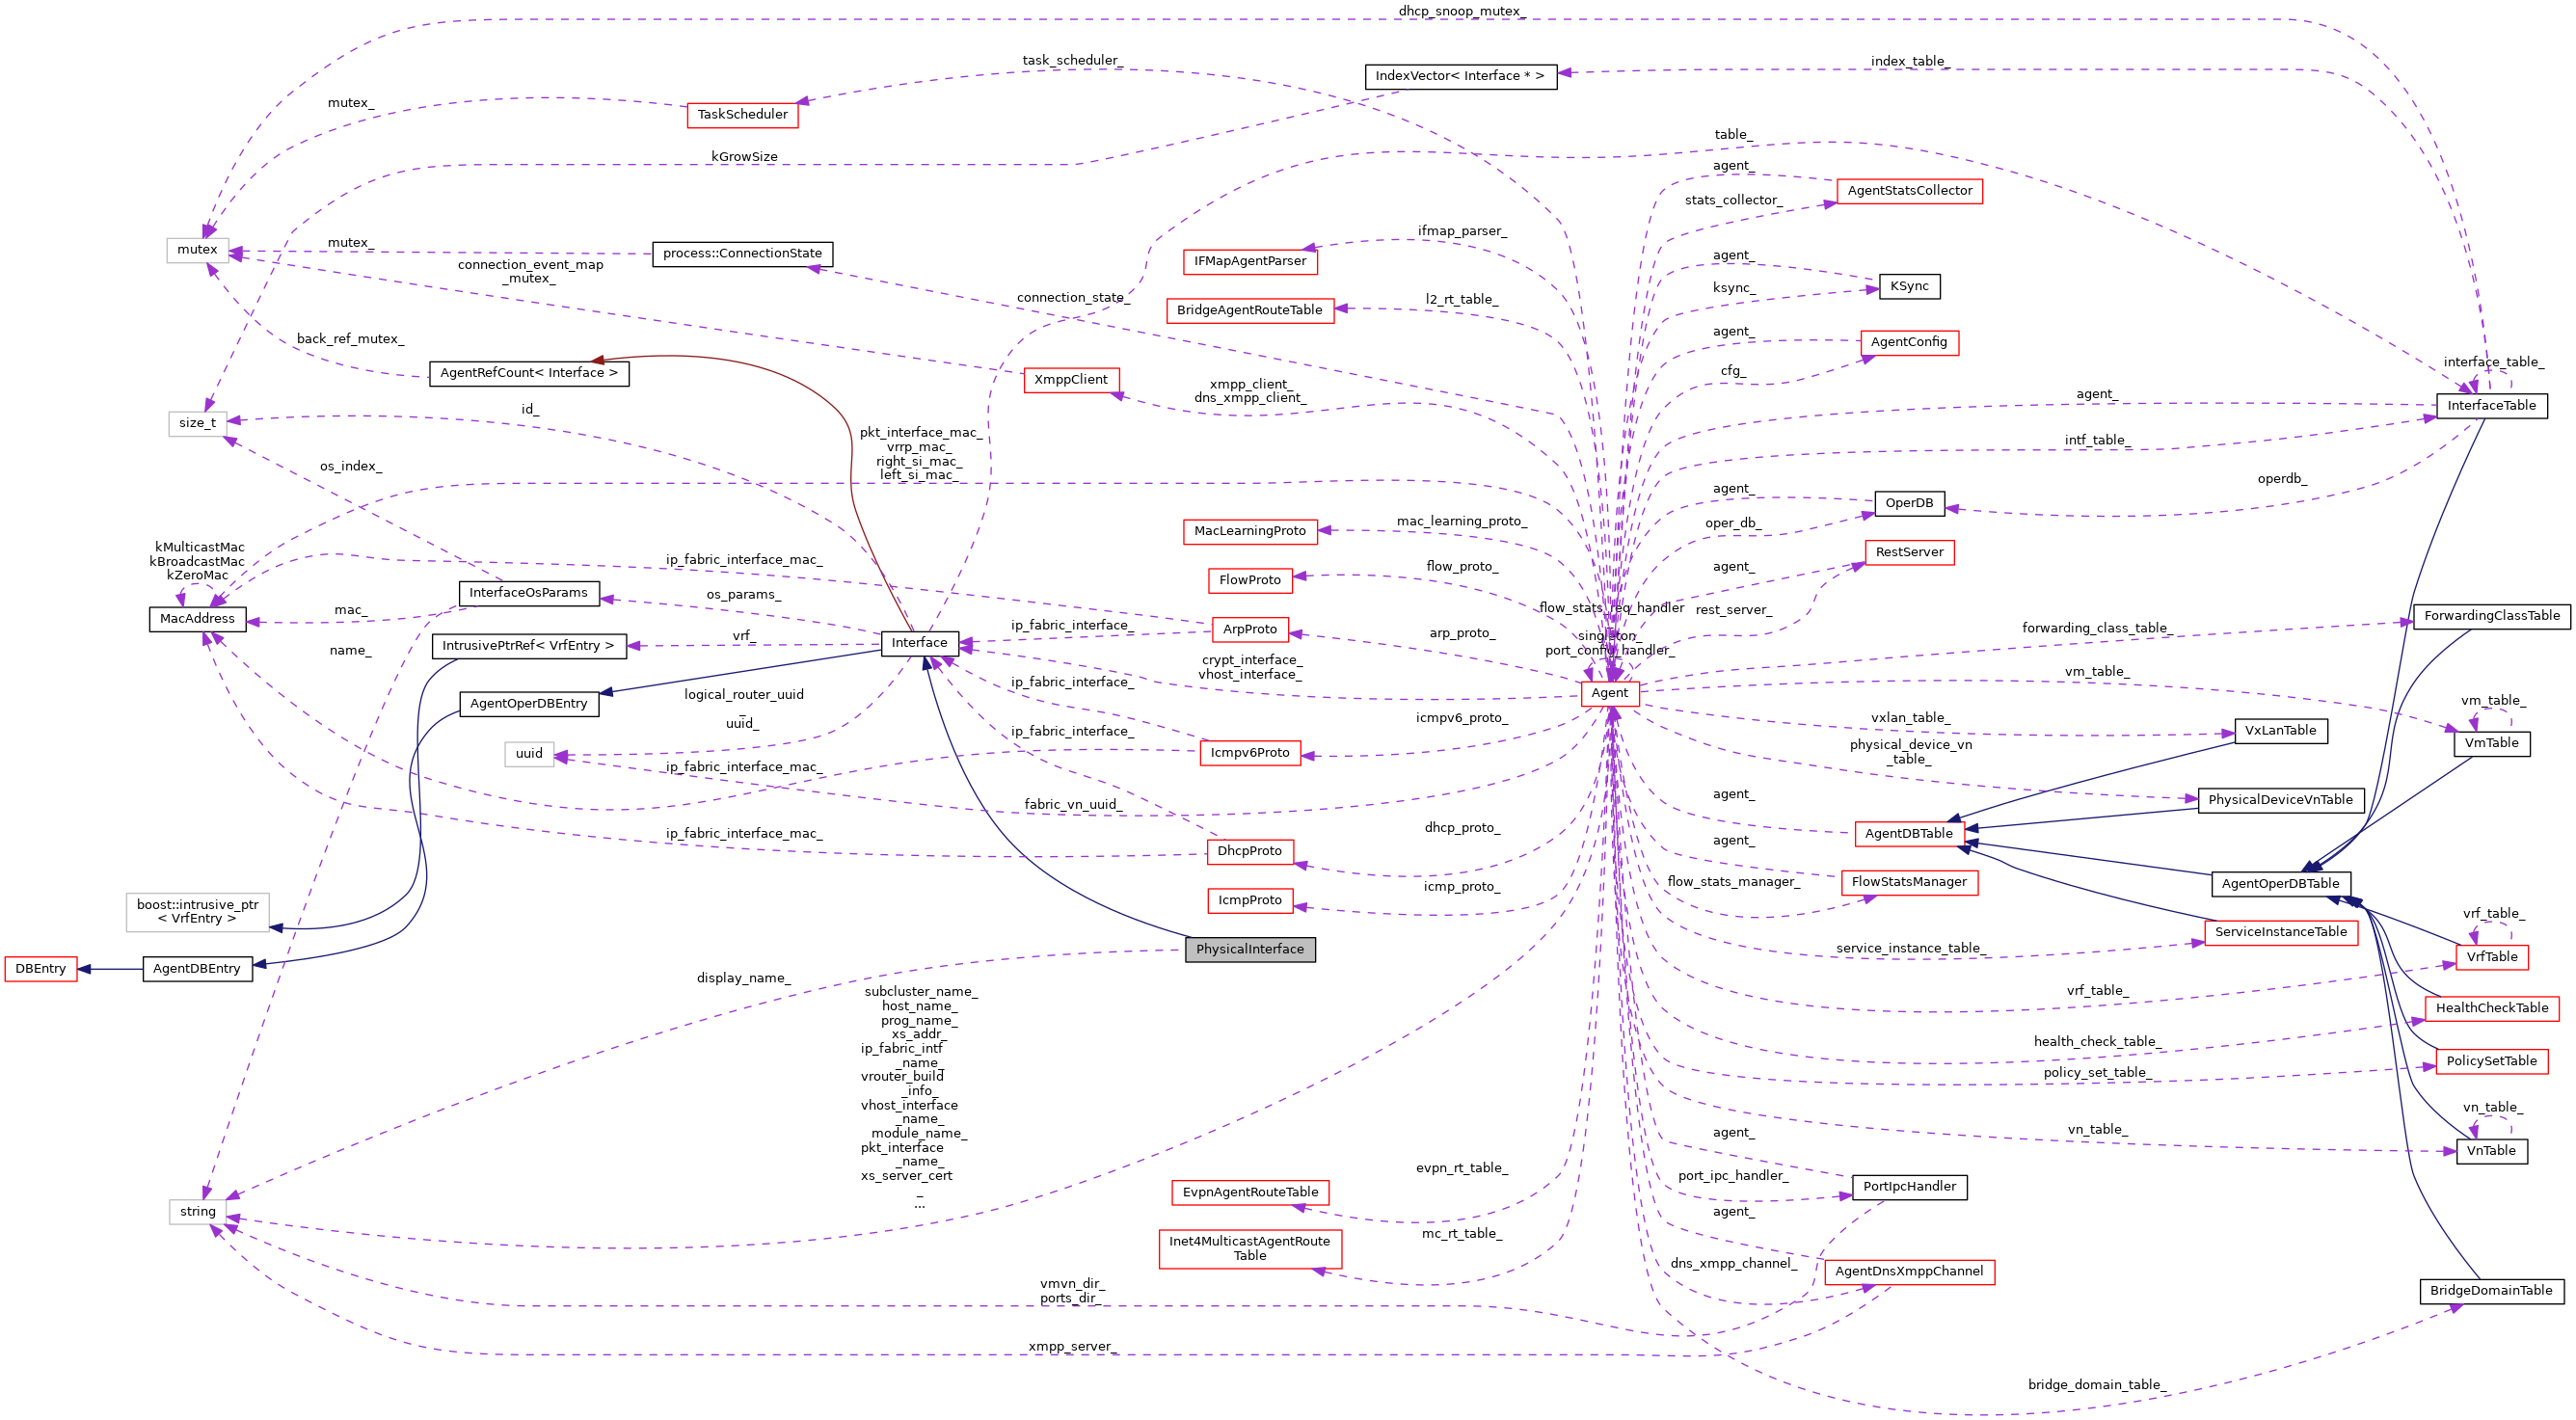 dhcp_snoop_mutex_
task_scheduler_
IndexVector< Interface * >
index_table_
mutex_
TaskScheduler
table_
kGrowSize
agent_
AgentStatsCollector
stats_collector_
ifmap_parser_
mutex
mutex_
process::ConnectionState
IFMapAgentParser
agent_
connection_event_map
_mutex_
ksync_
KSync
connection_state_
l2_rt_table_
BridgeAgentRouteTable
back_ref_mutex_
agent_
AgentConfig
interface_table_
AgentRefCount< Interface >
XmppClient
cfg_
xmpp_client_
dns_xmpp_client_
agent_
InterfaceTable
size_t
id_
pkt_interface_mac_
vrrp_mac_
right_si_mac_
left_si_mac_
intf_table_
os_index_
operdb_
agent_
OperDB
mac_learning_proto_
MacLearningProto
oper_db_
kMulticastMac
kBroadcastMac
kZeroMac
ip_fabric_interface_mac_
RestServer
agent_
flow_proto_
FlowProto
InterfaceOsParams
os_params_
mac_
MacAddress
flow_stats_req_handler
rest_server_
ForwardingClassTable
ip_fabric_interface_
ArpProto
arp_proto_
singleton_
port_config_handler_
forwarding_class_table_
name_
IntrusivePtrRef< VrfEntry >
vrf_
Interface
crypt_interface_
vhost_interface_
ip_fabric_interface_
Agent
vm_table_
AgentOperDBEntry
logical_router_uuid
_
uuid_
vm_table_
icmpv6_proto_
vxlan_table_
VxLanTable
ip_fabric_interface_
VmTable
uuid
Icmpv6Proto
physical_device_vn
_table_
ip_fabric_interface_mac_
fabric_vn_uuid_
agent_
PhysicalDeviceVnTable
ip_fabric_interface_mac_
dhcp_proto_
DhcpProto
AgentDBTable
agent_
icmp_proto_
flow_stats_manager_
FlowStatsManager
AgentOperDBTable
IcmpProto
boost::intrusive_ptr
< VrfEntry >
vrf_table_
PhysicalInterface
service_instance_table_
ServiceInstanceTable
VrfTable
DBEntry
AgentDBEntry
display_name_
vrf_table_
subcluster_name_
host_name_
prog_name_
xs_addr_
ip_fabric_intf
_name_
vrouter_build
_info_
vhost_interface
_name_
module_name_
pkt_interface
_name_
xs_server_cert
_
...
HealthCheckTable
health_check_table_
PolicySetTable
policy_set_table_
vn_table_
agent_
vn_table_
VnTable
evpn_rt_table_
port_ipc_handler_
PortIpcHandler
EvpnAgentRouteTable
string
agent_
mc_rt_table_
Inet4MulticastAgentRoute
Table
dns_xmpp_channel_
AgentDnsXmppChannel
vmvn_dir_
ports_dir_
BridgeDomainTable
xmpp_server_
bridge_domain_table_